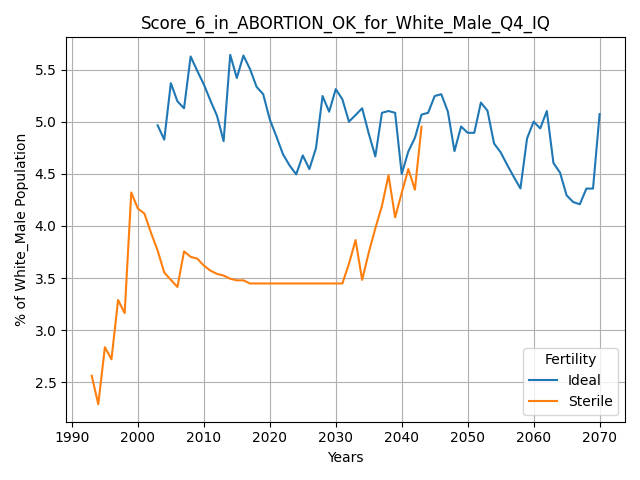 Score_6_in_ABORTION_OK_for_White_Male_Q4_IQ
% of White_Male Population
5.5
5.0
4.5
4.0
3.5
3.0
2.5
Fertility
Ideal
Sterile
1990 2000 2010 2020 2030 2040 2050 2060 2070
Years